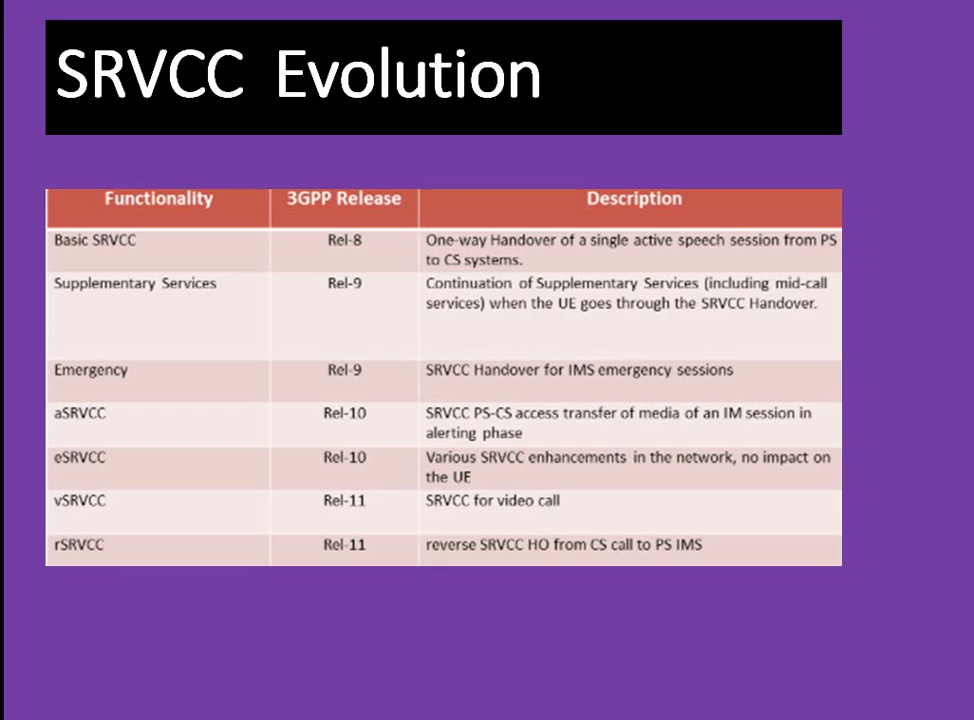 SRVCC Evolution
Functionality 3GPP Release Description
Basic SRVCC Rel-8 One-way Handover of a single active speech session from PS
to CS systems.
Supplementary Services Rel-9 Continuation of Supplementary Services (including mid-call
services) when the UE goes through the SRVCC Handover.
Emergency Rel-9 SRVCC Handover for IMS emergency sessions
aSRVCC Rel-10 SRVCC PS-CS access transfer of media of an IM session in
alerting phase
eSRVCC Rel-10 Various SRVCC enhancements in the network, no impact on
the UE
vSRVCC Rel-11 SRVCC for video call
rSRVCC Rel-11 reverse SRVCC HO from CS call to PS IMS